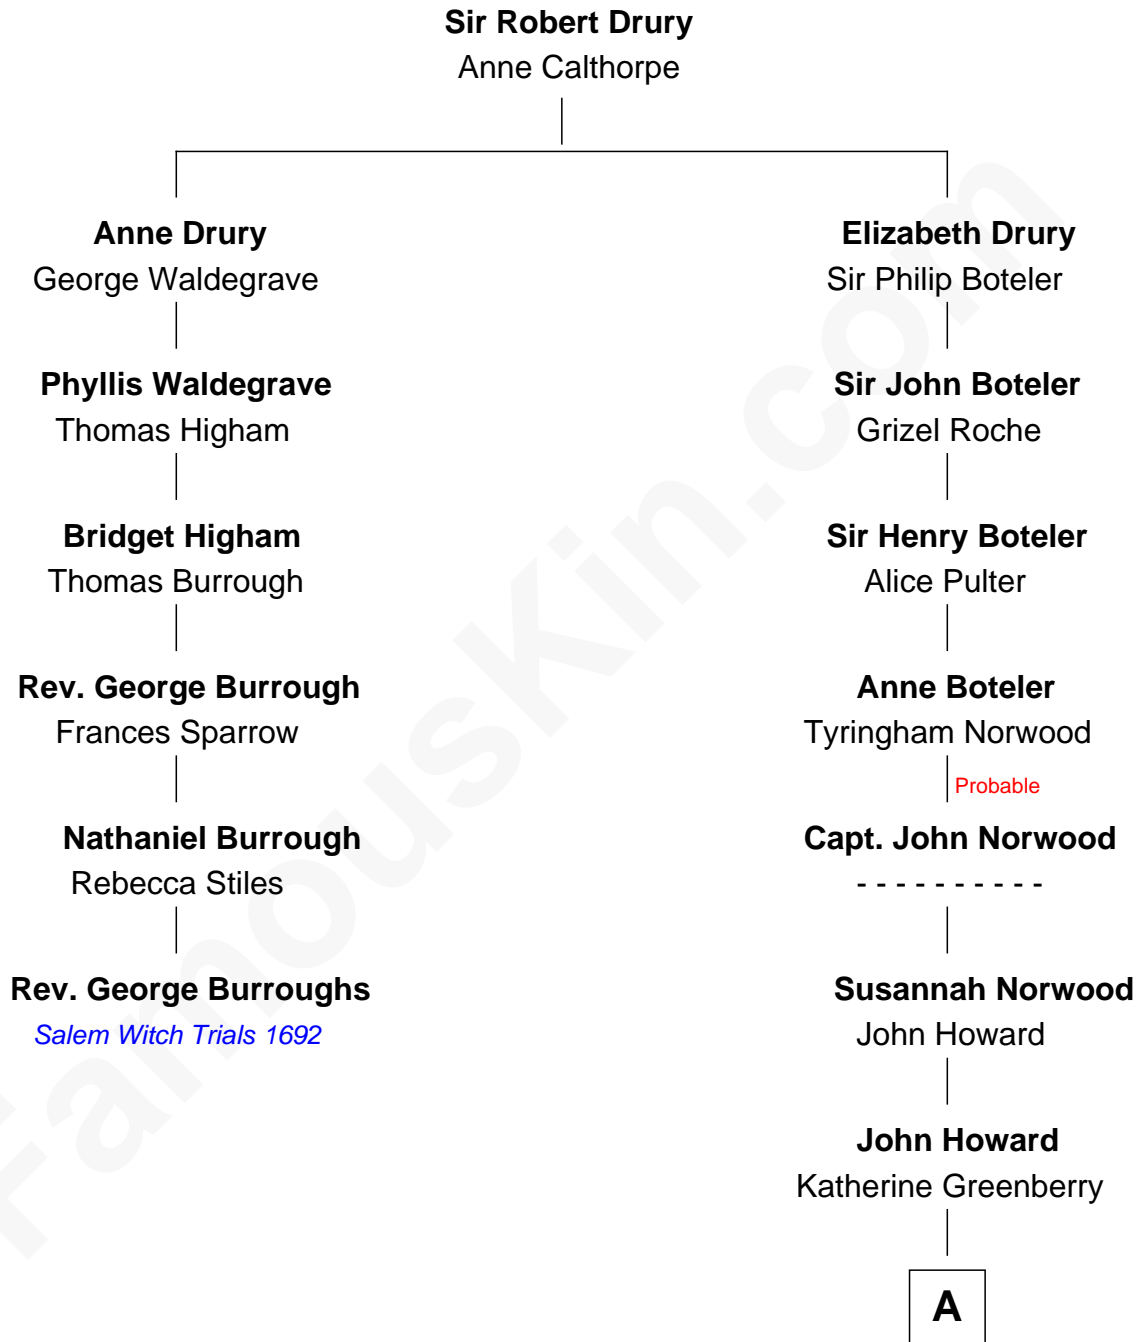 Sir Robert Drury
Anne Calthorpe
Anne Drury
George Waldegrave
Phyllis Waldegrave
Thomas Higham
Bridget Higham
Thomas Burrough
Rev. George Burrough
Frances Sparrow
Nathaniel Burrough
Rebecca Stiles
Rev. George Burroughs
Salem Witch Trials 1692
Elizabeth Drury
Sir Philip Boteler
Sir John Boteler
Grizel Roche
Sir Henry Boteler
Alice Pulter
Anne Boteler
Tyringham Norwood
Probable
Capt. John Norwood
- - - - - - - - - -
Susannah Norwood
John Howard
John Howard
Katherine Greenberry
A
FamousKin.com